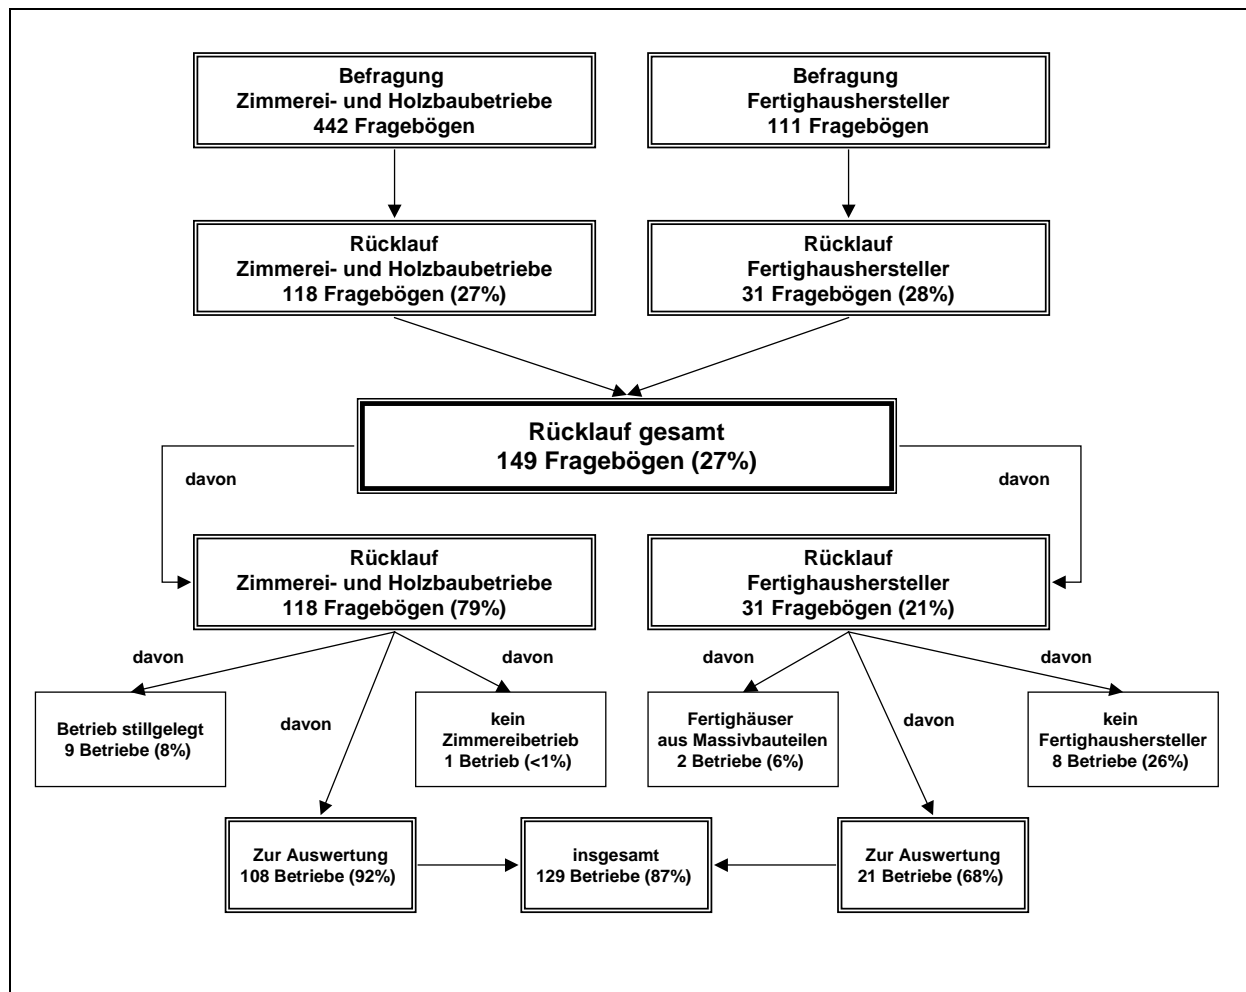 Befragung
Zimmerei- und Holzbaubetriebe
442 Fragebögen
Befragung
Fertighaushersteller
111 Fragebögen
Rücklauf
Zimmerei- und Holzbaubetriebe
118 Fragebögen (27%)
Rücklauf
Fertighaushersteller
31 Fragebögen (28%)
Rücklauf gesamt
149 Fragebögen (27%)
davon
davon
Rücklauf
Zimmerei- und Holzbaubetriebe
118 Fragebögen (79%)
Rücklauf
Fertighaushersteller
31 Fragebögen (21%)
davon
davon
davon
davon
Betrieb stillgelegt
9 Betriebe (8%)
davon
kein
Zimmereibetrieb
1 Betrieb (<1%)
Fertighäuser
aus Massivbauteilen
2 Betriebe (6%)
davon
kein
Fertighaushersteller
8 Betriebe (26%)
Zur Auswertung
108 Betriebe (92%)
insgesamt
129 Betriebe (87%)
Zur Auswertung
21 Betriebe (68%)